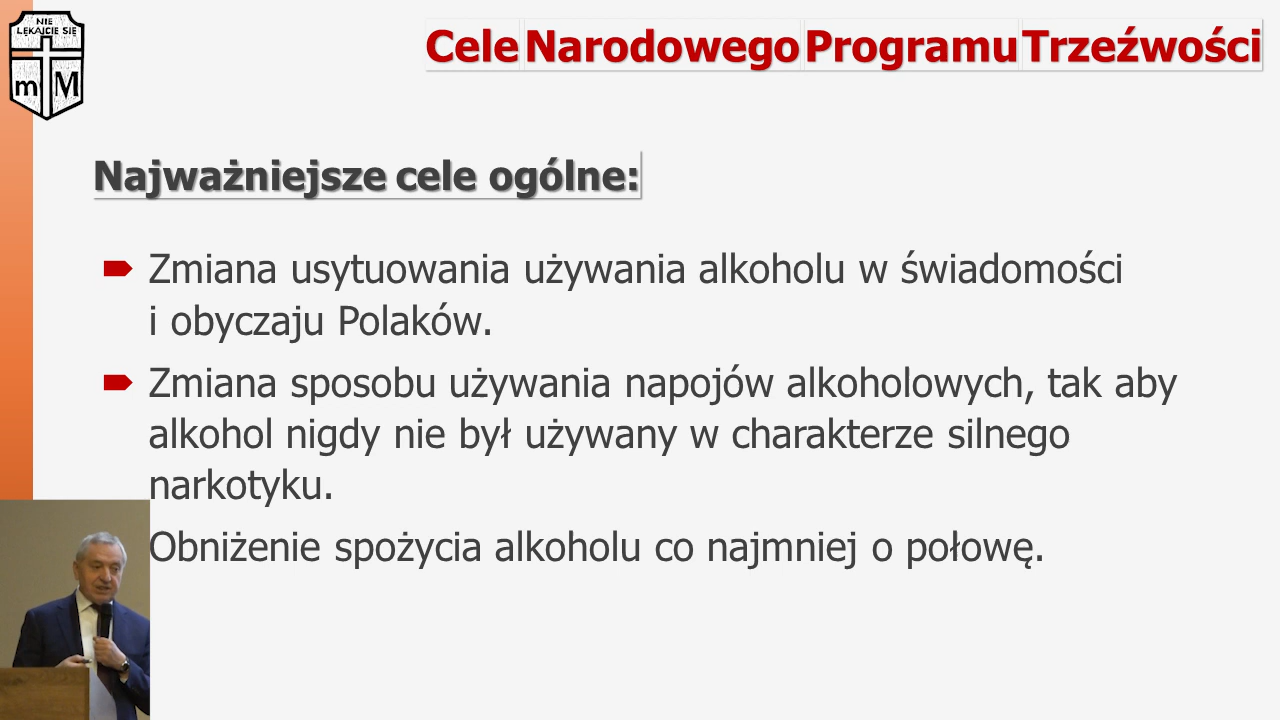 NIE
LĘKAJCIE SIĘ
m M
Cele Narodowego Programu Trzeźwości
Najważniejsze cele ogólne:
Zmiana usytuowania używania alkoholu w świadomości
i obyczaju Polaków.
Zmiana sposobu używania napojów alkoholowych, tak aby
alkohol nigdy nie był używany w charakterze silnego
narkotyku.
Obniżenie spożycia alkoholu co najmniej o połowę.